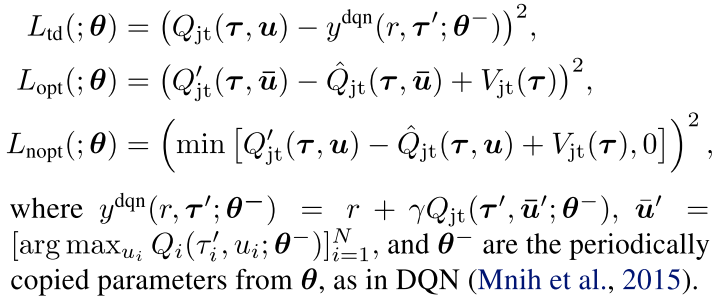 L_td(; θ) = (Q_jt(τ, u) − y^dqn(r, τ′; θ⁻))²,
L_opt(; θ) = (Q′_jt(τ, ū) − Q̂_jt(τ, ū) + V_jt(τ))²,
L_nopt(; θ) = (min [Q′_jt(τ, u) − Q̂_jt(τ, u) + V_jt(τ), 0])²,
where y^dqn(r, τ′; θ⁻) = r + γQ_jt(τ′, ū′; θ⁻), ū′ =
[arg max_{u_i} Q_i(τ′_i, u_i; θ⁻)]^N_{i=1}, and θ⁻ are the periodically
copied parameters from θ, as in DQN (Mnih et al., 2015).